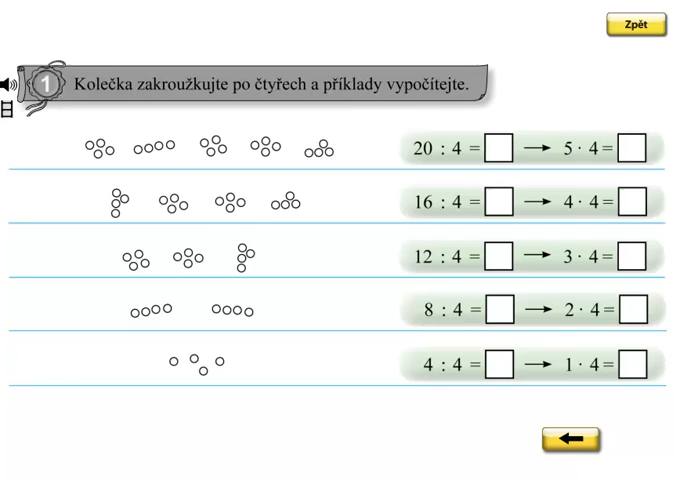 Zpět
1 Kolečka zakroužkujte po čtyřech a příklady vypočítejte.
20 : 4 = → 5 · 4 =
16 : 4 = → 4 · 4 =
12 : 4 = → 3 · 4 =
8 : 4 = → 2 · 4 =
4 : 4 = → 1 · 4 =